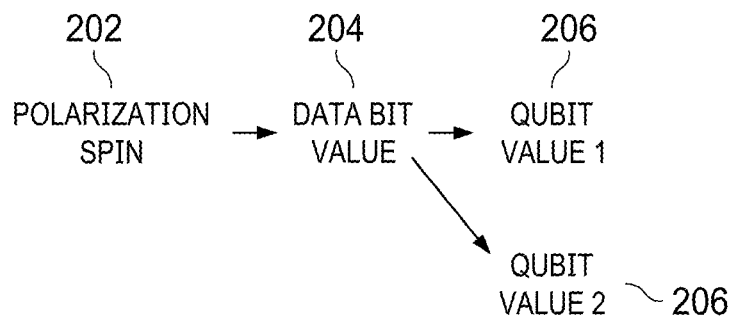 202
204
206
POLARIZATION
SPIN
DATA BIT
VALUE
QUBIT
VALUE 1
QUBIT
VALUE 2
206